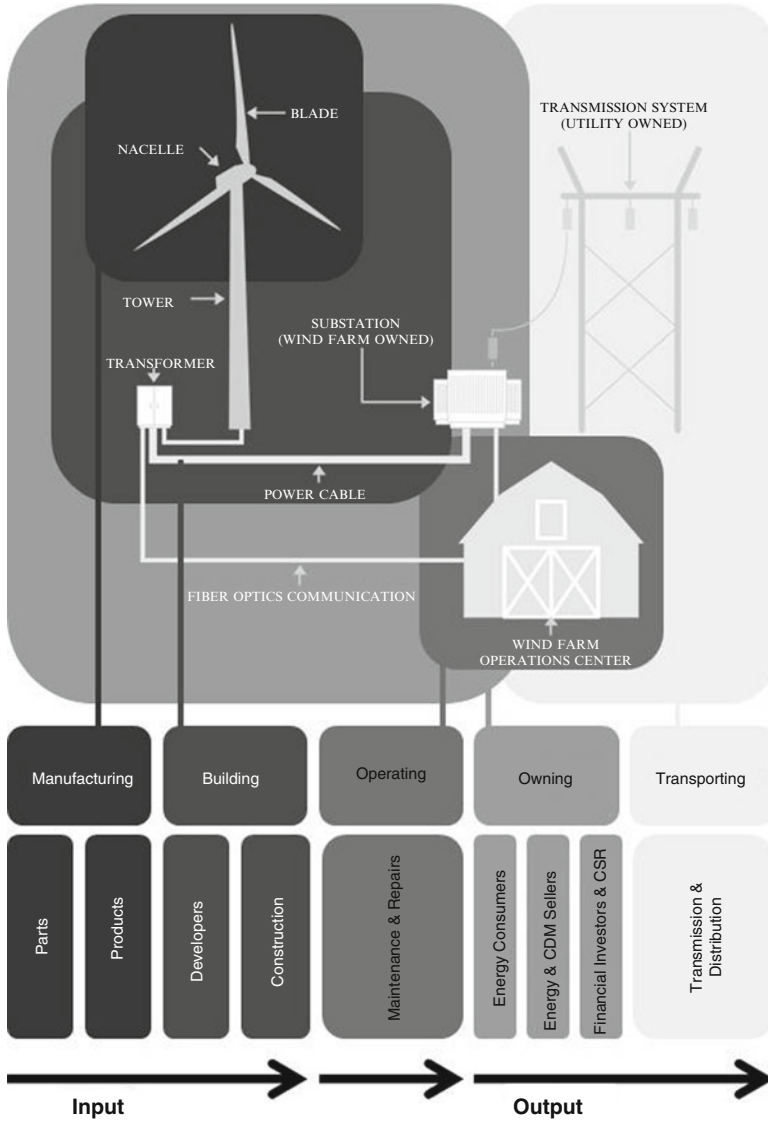 BLADE
TRANSMISSION SYSTEM
(UTILITY OWNED)
NACELLE
TOWER
SUBSTATION
(WIND FARM OWNED)
TRANSFORMER
POWER CABLE
FIBER OPTICS COMMUNICATION
WIND FARM
OPERATIONS CENTER
Manufacturing
Building
Operating
Owning
Transporting
Parts
Products
Developers
Construction
Maintenance & Repairs
Energy Consumers
Energy & CDM Sellers
Financial Investors & CSR
Transmission &
Distribution
Input
Output